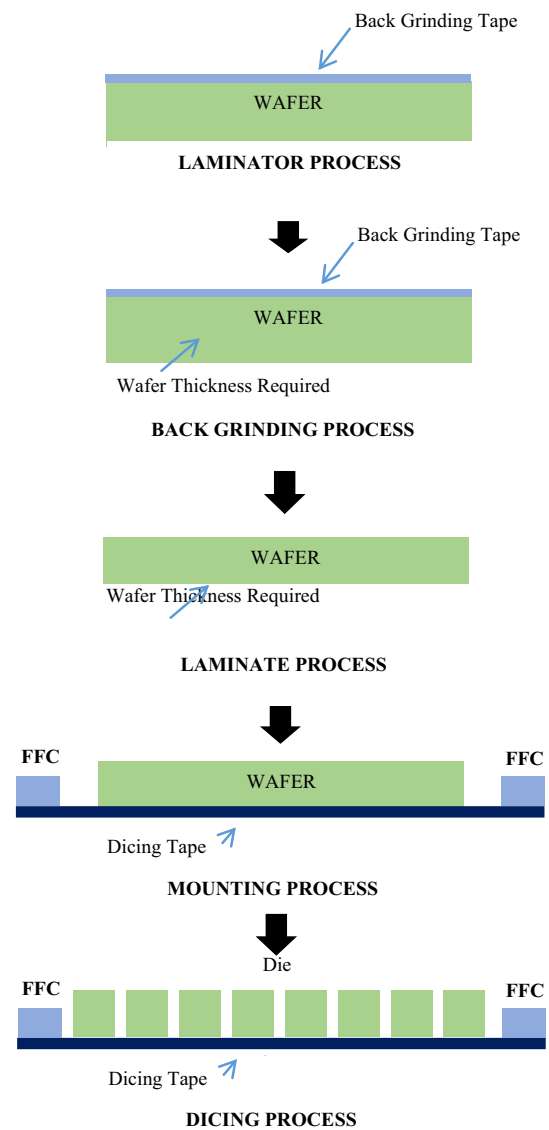 Back Grinding Tape
WAFER
LAMINATOR PROCESS
Back Grinding Tape
WAFER
Wafer Thickness Required
BACK GRINDING PROCESS
WAFER
Wafer Thickness Required
LAMINATE PROCESS
FFC
FFC
WAFER
Dicing Tape
MOUNTING PROCESS
Die
FFC
FFC
Dicing Tape
DICING PROCESS